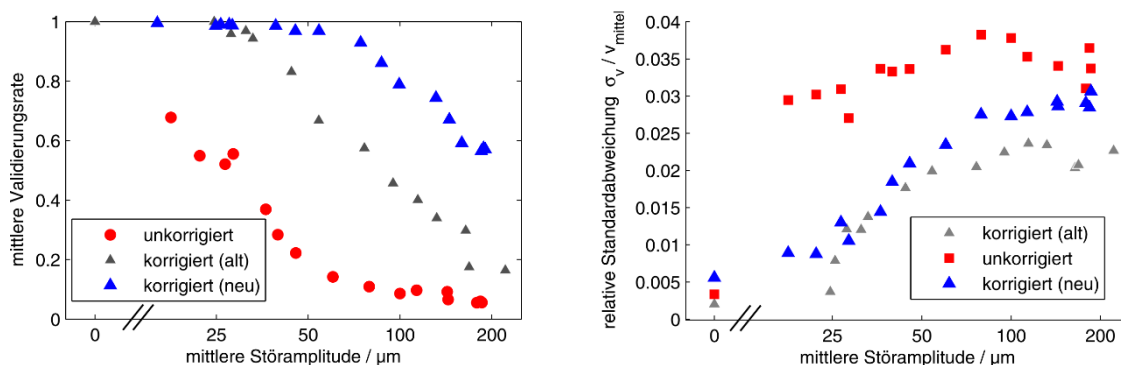 mittlere Validierungsrate
1
0.8
0.6
0.4
0.2
0
unkorrigiert
korrigiert (alt)
korrigiert (neu)
0
25
50
100
200
mittlere Störamplitude / µm
relative Standardabweichung σv / vmittel
0.04
0.035
0.03
0.025
0.02
0.015
0.01
0.005
0
korrigiert (alt)
unkorrigiert
korrigiert (neu)
0
25
50
100
200
mittlere Störamplitude / µm